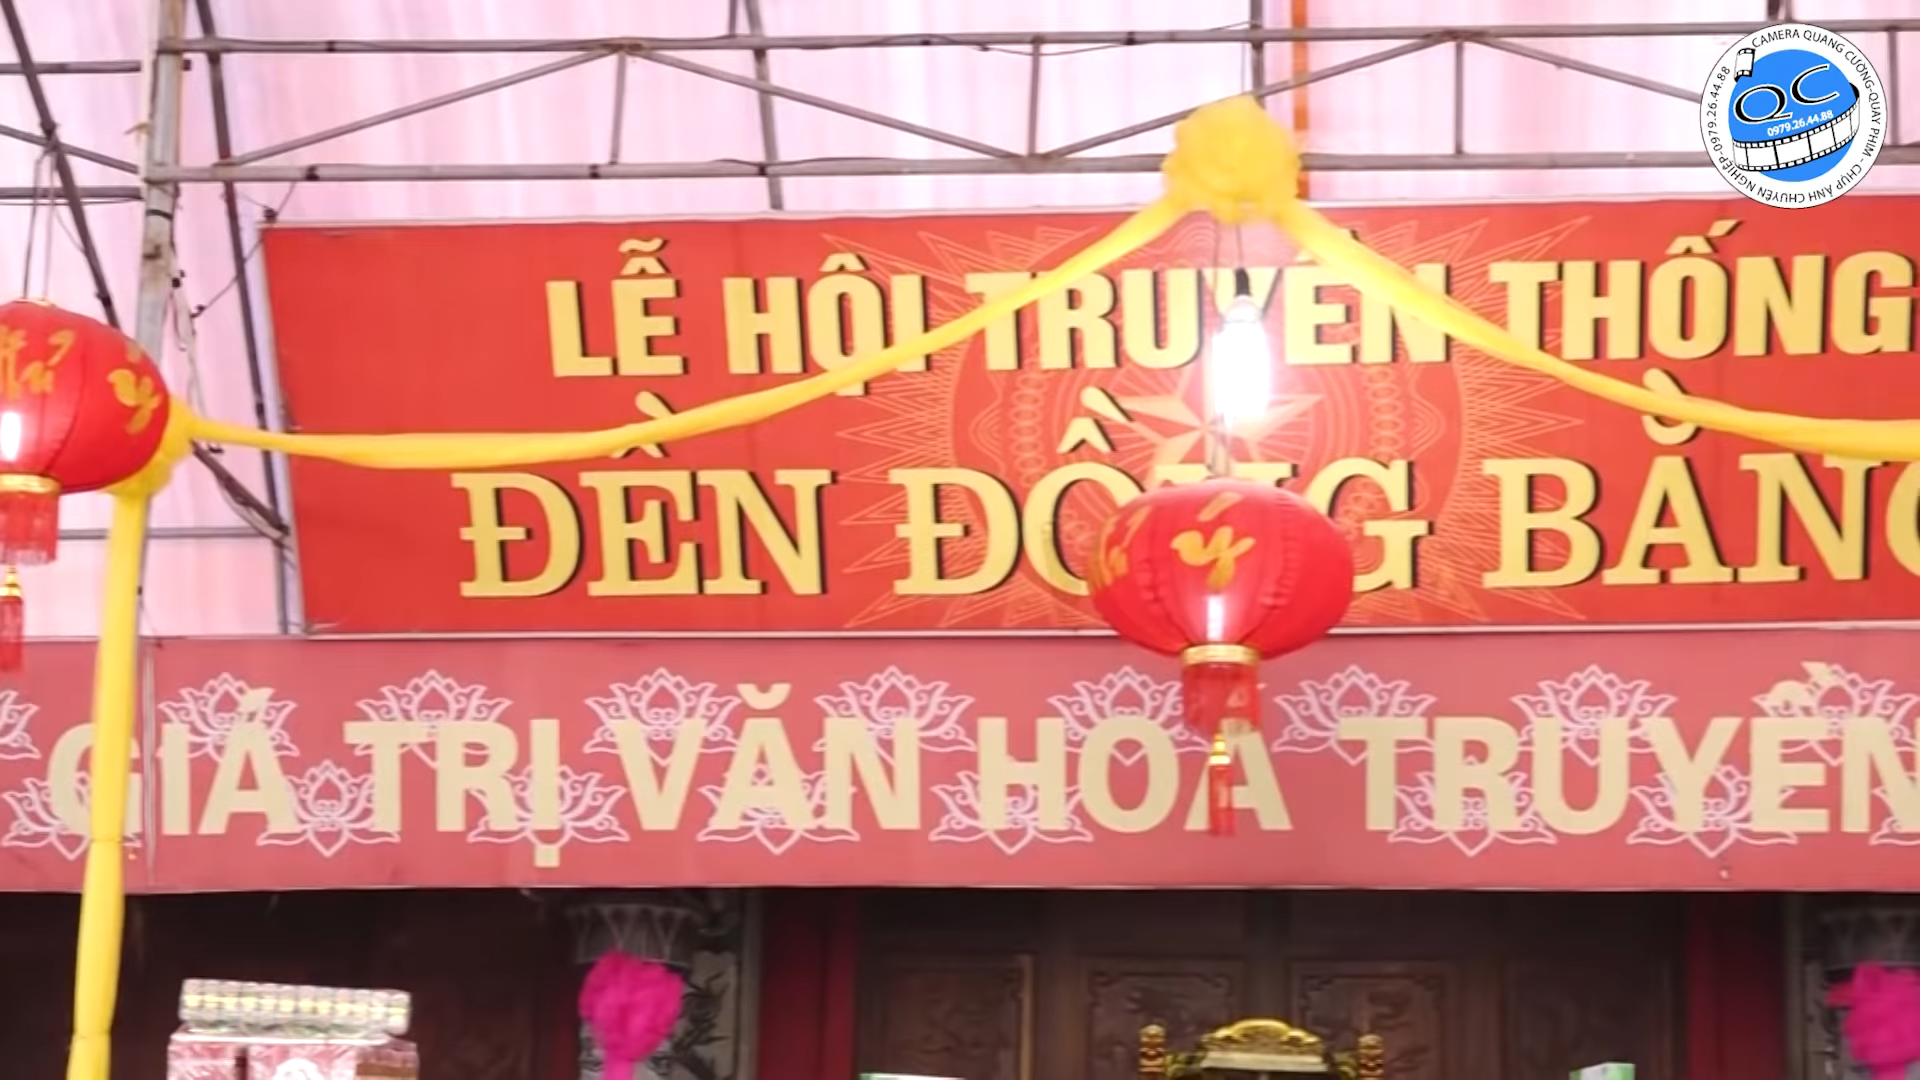 CAMERA QUANG CƯỜNG-QUAY PHIM - CHỤP ẢNH CHUYÊN NGHIỆP-0979.26.44.88
QC
0979.26.44.88
LỄ HỘI TRUYỀN THỐNG
ĐỀN ĐỒNG BẰNG
GIÁ TRỊ VĂN HOÁ TRUYỀN